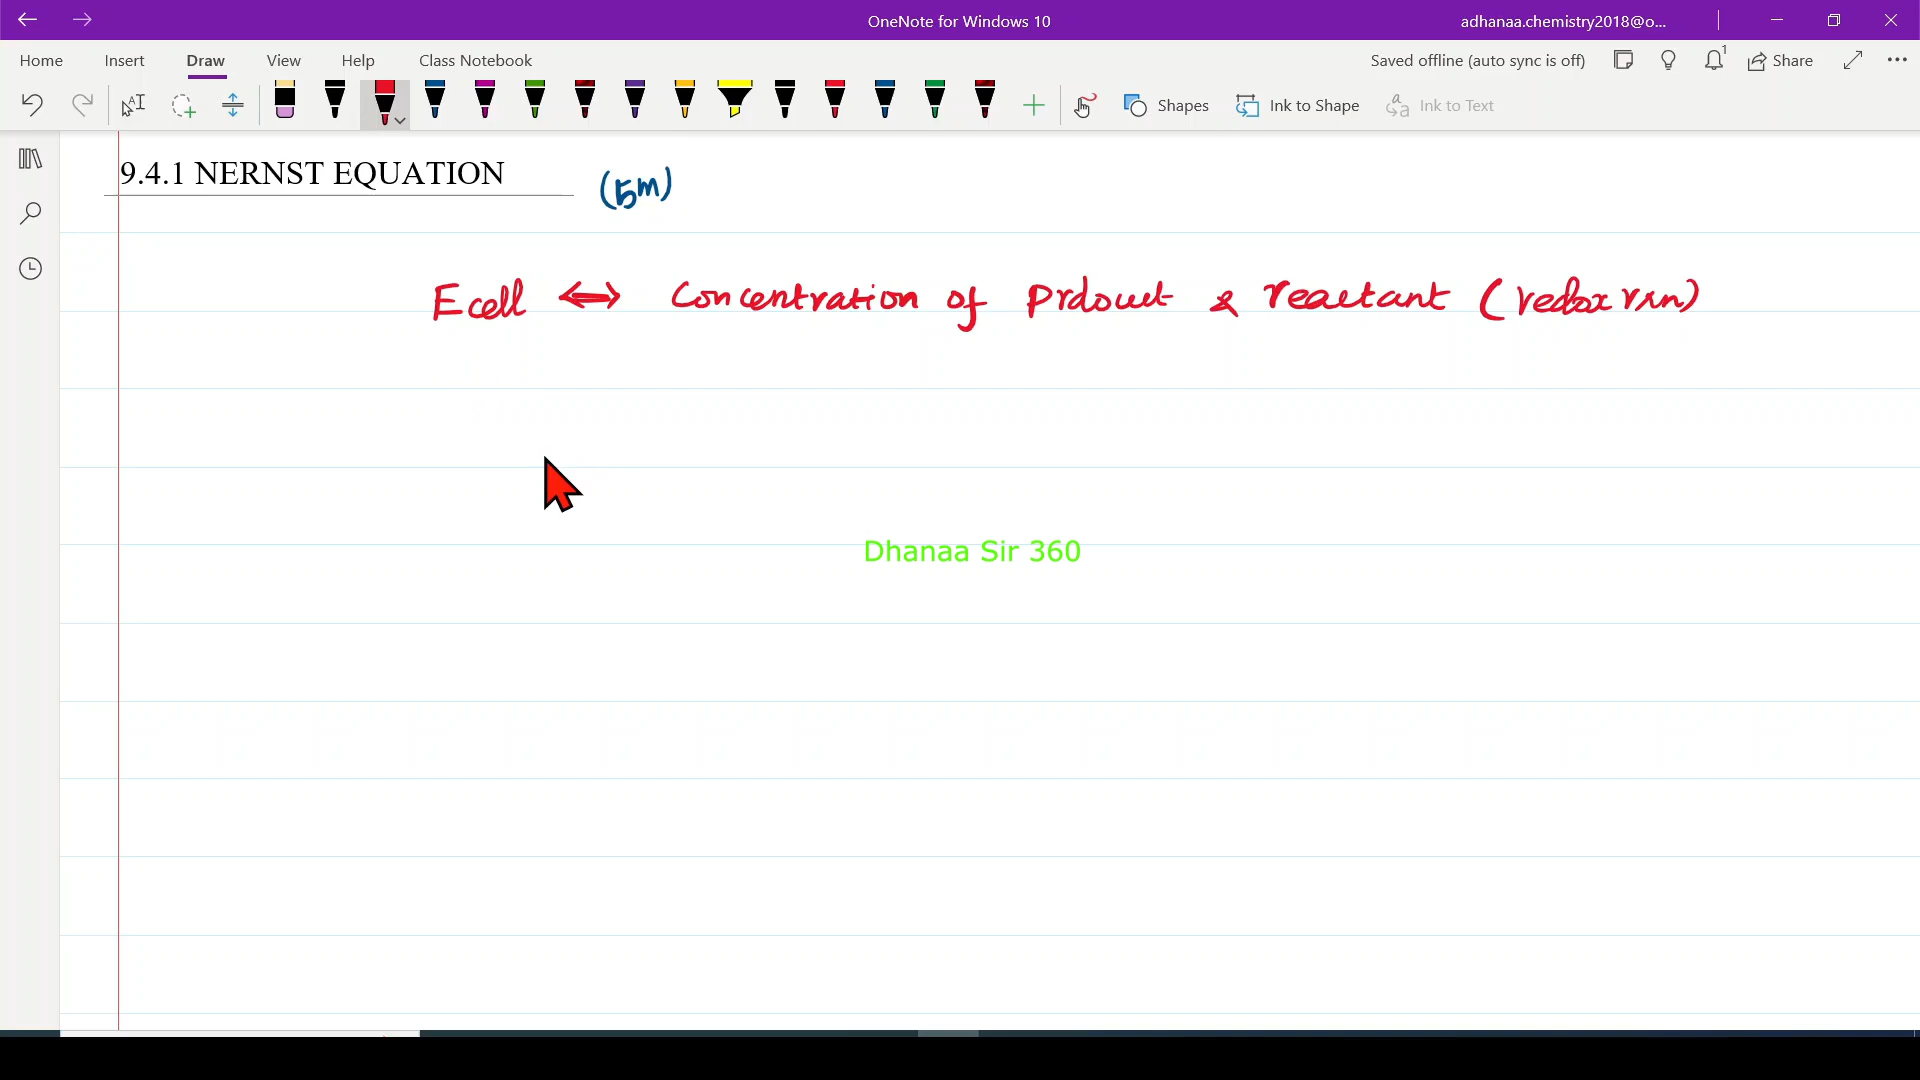 OneNote for Windows 10
adhanaa.chemistry2018@o...
Home Insert Draw View Help Class Notebook
Saved offline (auto sync is off) 1 Share
Shapes Ink to Shape Ink to Text
9.4.1 NERNST EQUATION (5m)
Ecell ⟺ Concentration of Prdouct & reactant (redox rxn)
Dhanaa Sir 360